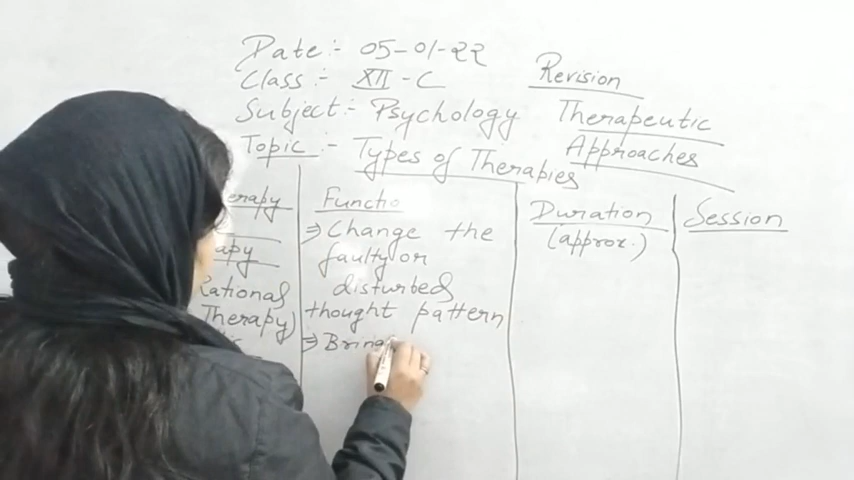 Date :- 05-01-22
Class :- XII - C
Subject :- Psychology
Topic :- Types of Therapies
Revision
Therapeutic
Approaches
erapy
apy
Rational
Therapy)
Functio
⇒ Change the
faulty or
disturbed
thought pattern
⇒ Bring
Duration
(approx.)
Session